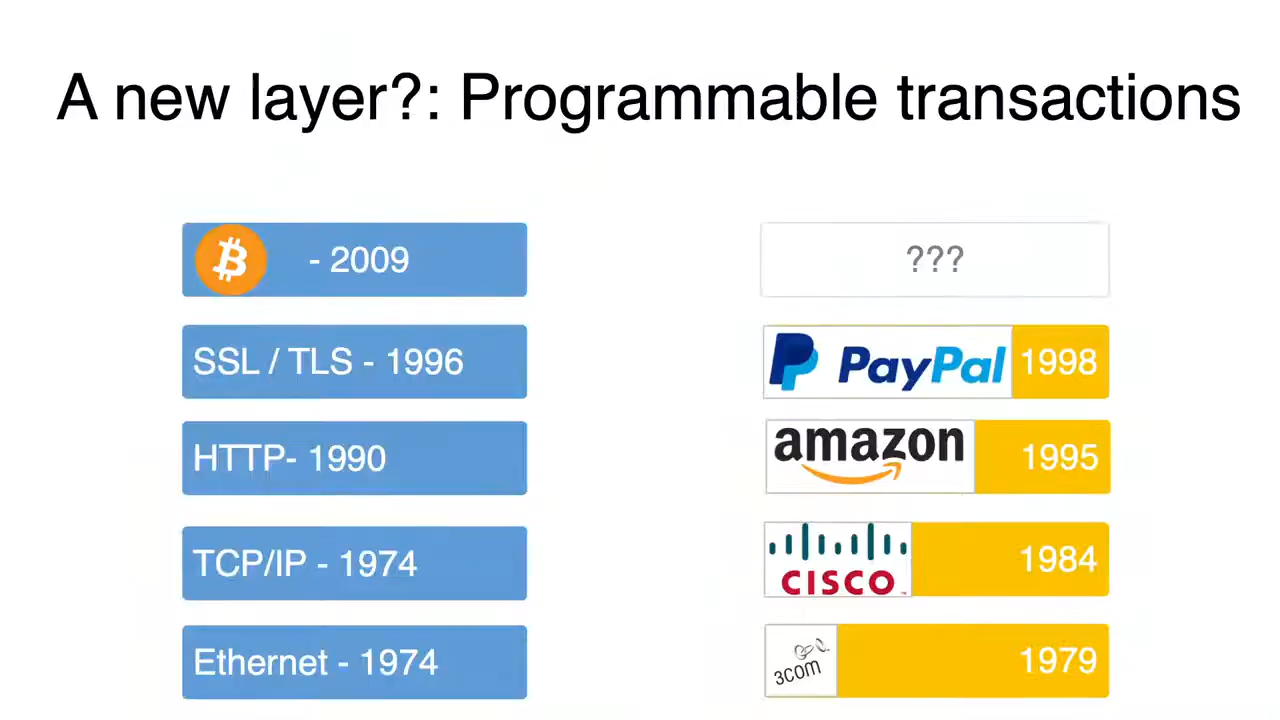 A new layer?: Programmable transactions
- 2009
???
SSL / TLS - 1996
PayPal 1998
HTTP- 1990
amazon 1995
TCP/IP - 1974
CISCO 1984
Ethernet - 1974
3com 1979